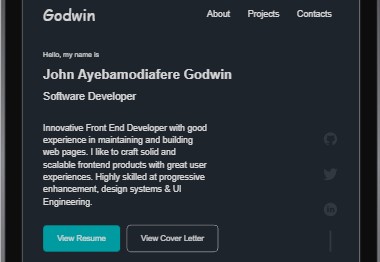 Godwin
About Projects Contacts
Hello, my name is
John Ayebamodiafere Godwin
Software Developer
Innovative Front End Developer with good
experience in maintaining and building
web pages. I like to craft solid and
scalable frontend products with great user
experiences. Highly skilled at progressive
enhancement, design systems & UI
Engineering.
View Resume View Cover Letter